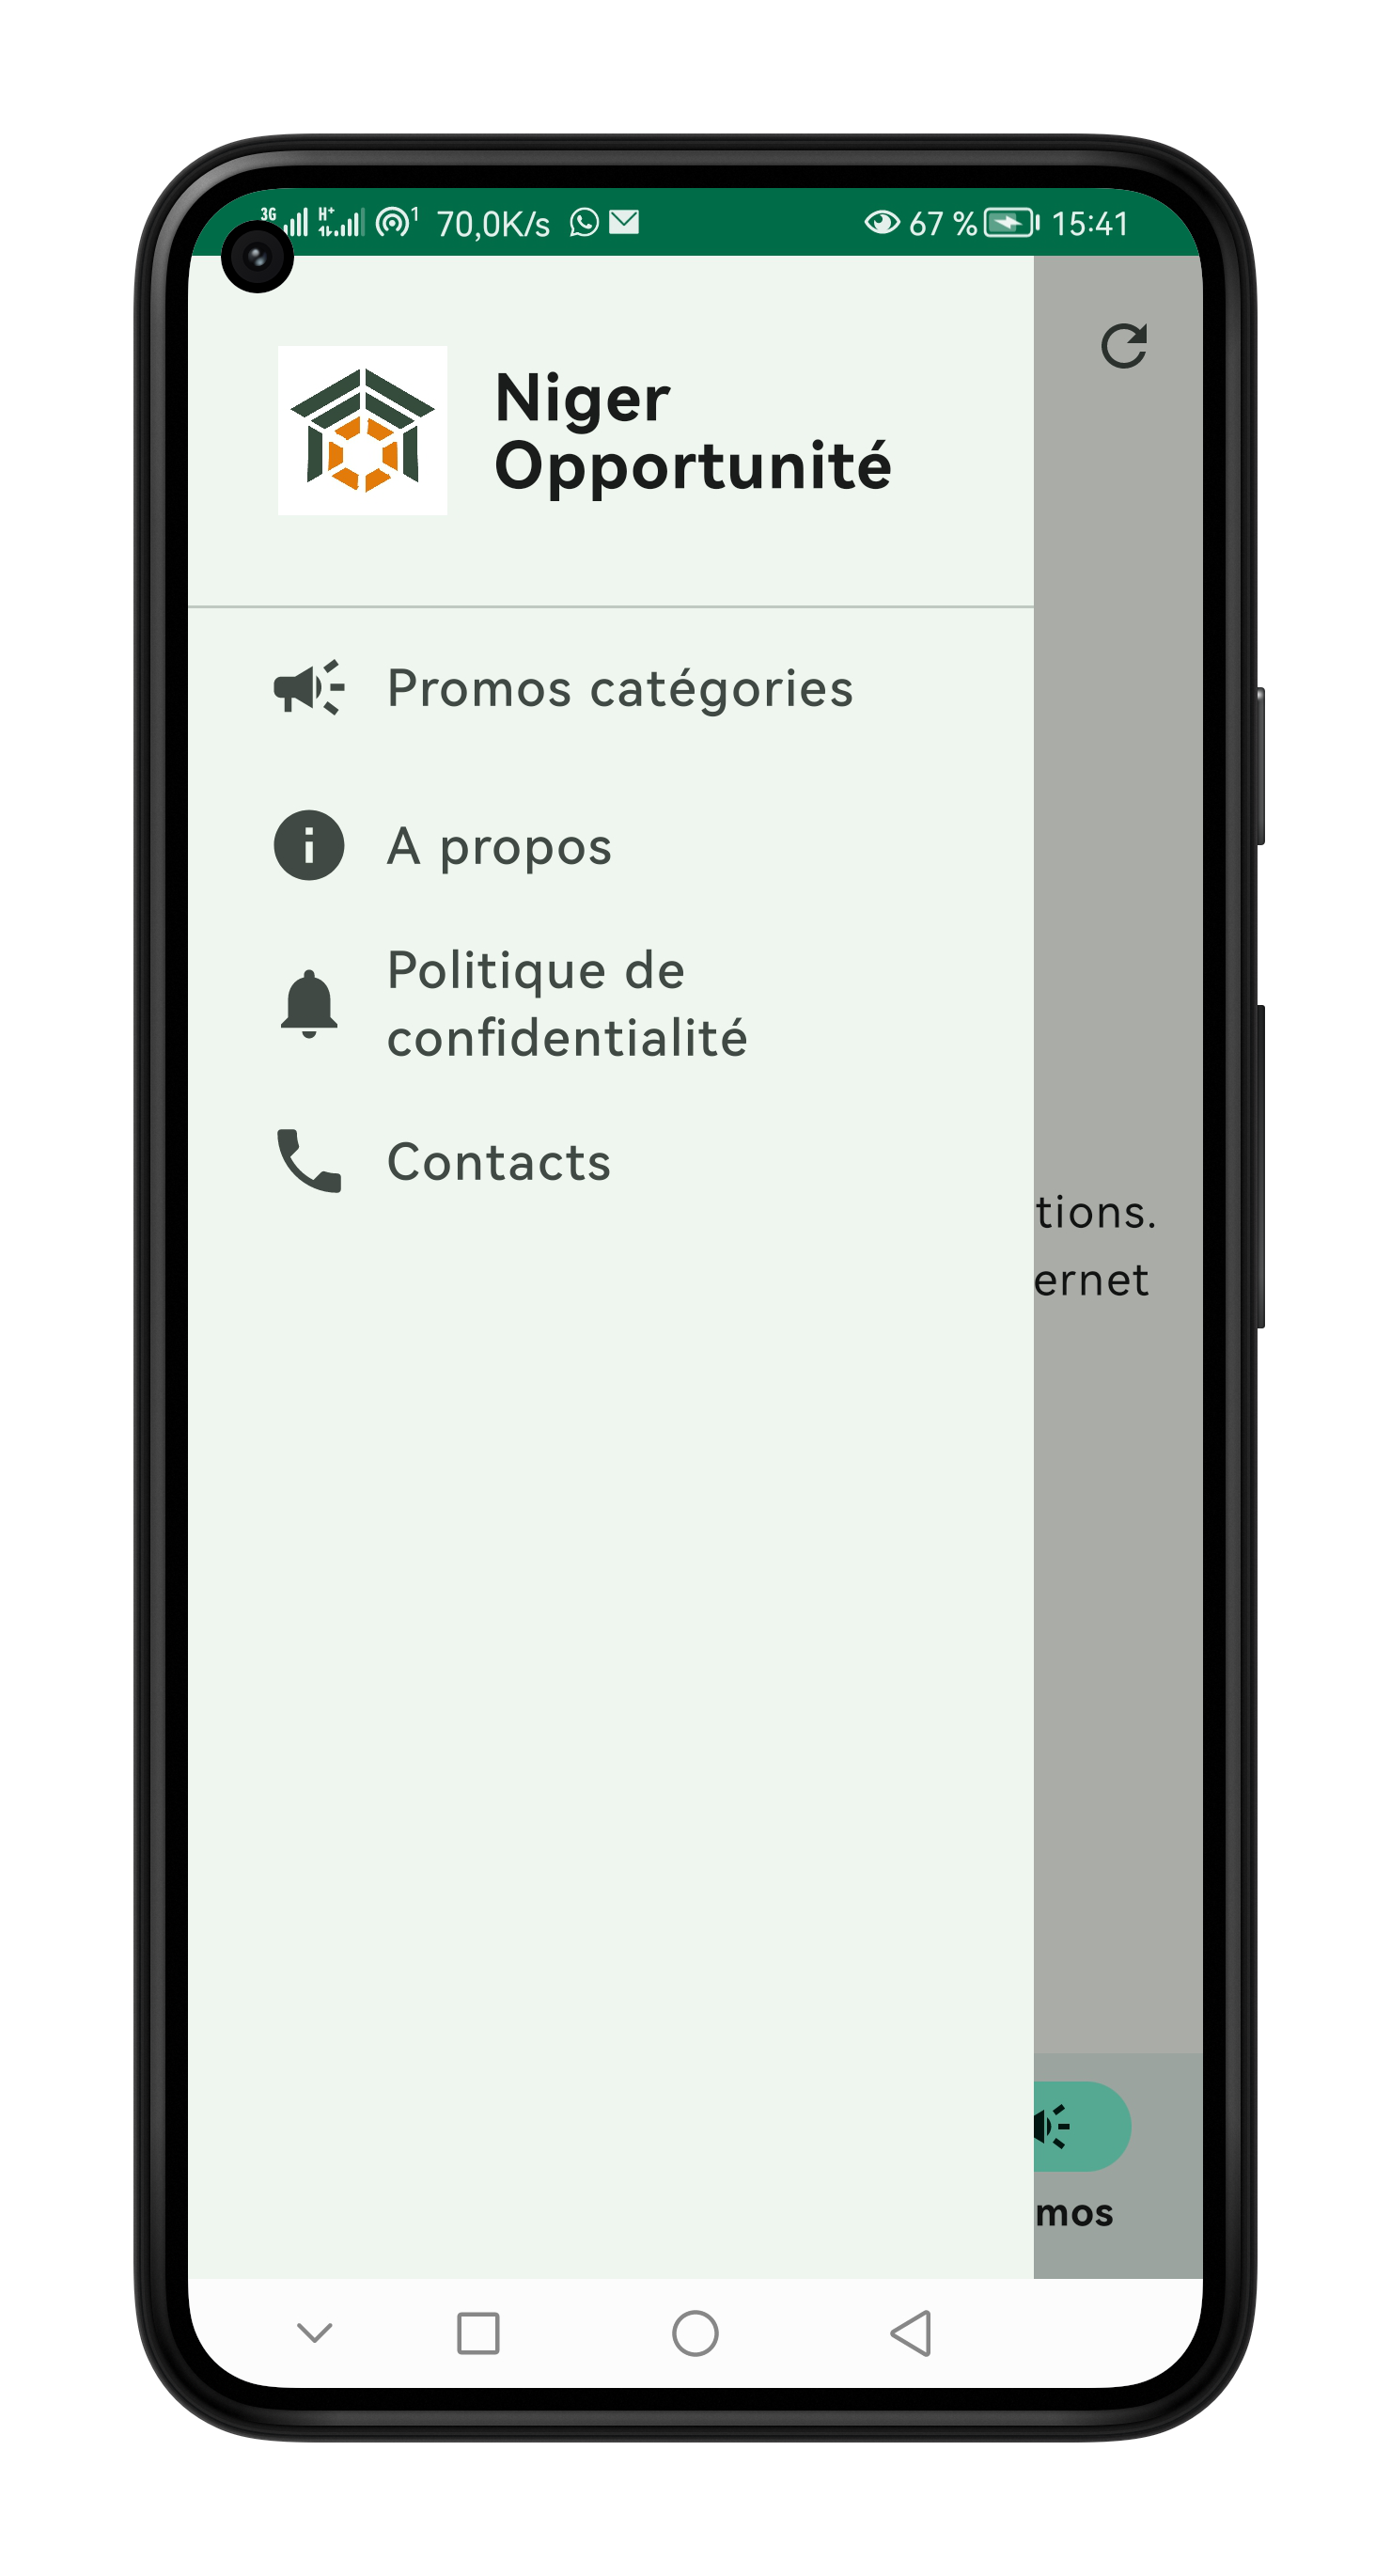 3G H+ 1 70,0K/s 67 % 15:41
Niger
Opportunité
Promos catégories
A propos
Politique de
confidentialité
Contacts
tions.
ernet
mos